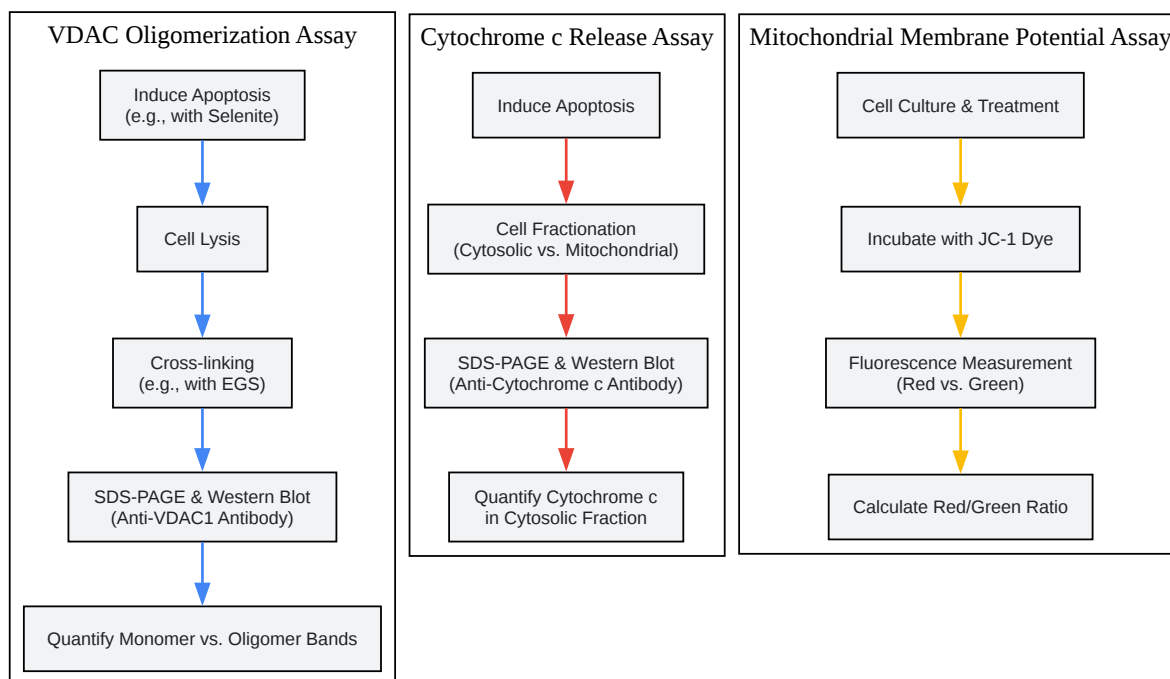 VDAC Oligomerization Assay
Induce Apoptosis
(e.g., with Selenite)
Cell Lysis
Cross-linking
(e.g., with EGS)
SDS-PAGE & Western Blot
(Anti-VDAC1 Antibody)
Quantify Monomer vs. Oligomer Bands
Cytochrome c Release Assay
Induce Apoptosis
Cell Fractionation
(Cytosolic vs. Mitochondrial)
SDS-PAGE & Western Blot
(Anti-Cytochrome c Antibody)
Quantify Cytochrome c
in Cytosolic Fraction
Mitochondrial Membrane Potential Assay
Cell Culture & Treatment
Incubate with JC-1 Dye
Fluorescence Measurement
(Red vs. Green)
Calculate Red/Green Ratio